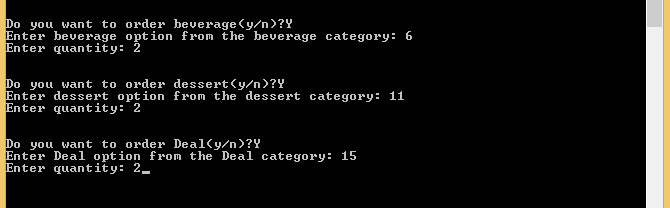 Do you want to order beverage(y/n)?Y
Enter beverage option from the beverage category: 6
Enter quantity: 2
Do you want to order dessert(y/n)?Y
Enter dessert option from the dessert category: 11
Enter quantity: 2
Do you want to order Deal(y/n)?Y
Enter Deal option from the Deal category: 15
Enter quantity: 2_